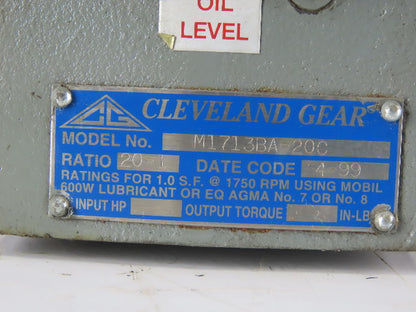 OIL
LEVEL
CG CLEVELAND GEAR
MODEL No. M1713BA-20C
RATIO 20-1 DATE CODE 4-99
RATINGS FOR 1.0 S.F. @ 1750 RPM USING MOBIL
600W LUBRICANT OR EQ AGMA No. 7 OR No. 8
INPUT HP OUTPUT TORQUE IN-LB